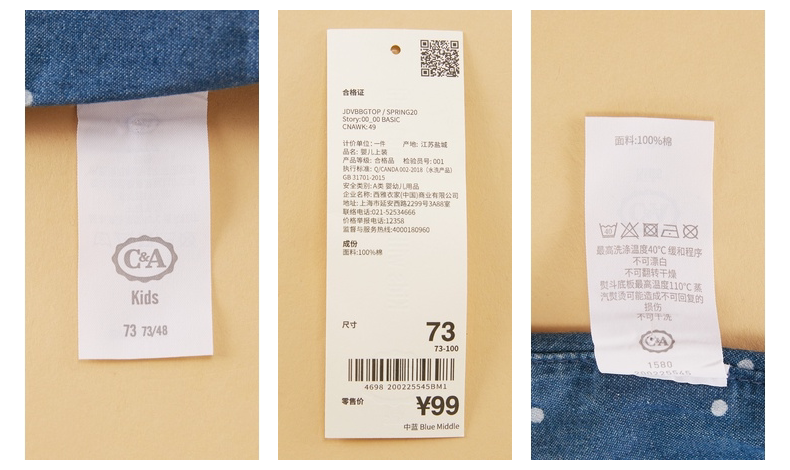 C&A
Kids
73 73/48
合格证
JDVBBGTOP / SPRING20
Story:00_00 BASIC
CNAWK: 49
计价单位: 一件 产地: 江苏盐城
品名: 婴儿上装
产品等级: 合格品 检验员号: 001
执行标准: Q/CANDA 002-2018（水洗产品）
GB 31701-2015
安全类别: A类 婴幼儿用品
企业名称: 西雅衣家(中国)商业有限公司
地址: 上海市延安西路2299号3A88室
联络电话:021-52534666
价格举报电话:12358
监督与服务热线:4000180960
成份
面料:100%棉
尺寸
73
73-100
4698 200225545BM1
零售价
¥99
中蓝 Blue Middle
面料:100%棉
40
最高洗涤温度40℃ 缓和程序
不可漂白
不可翻转干燥
熨斗底板最高温度110℃ 蒸
汽熨烫可能造成不可回复的
损伤
不可干洗
C&A
1580
200225545